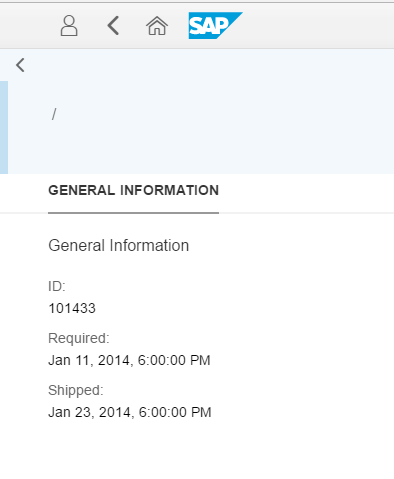 SAP
/
GENERAL INFORMATION
General Information
ID:
101433
Required:
Jan 11, 2014, 6:00:00 PM
Shipped:
Jan 23, 2014, 6:00:00 PM